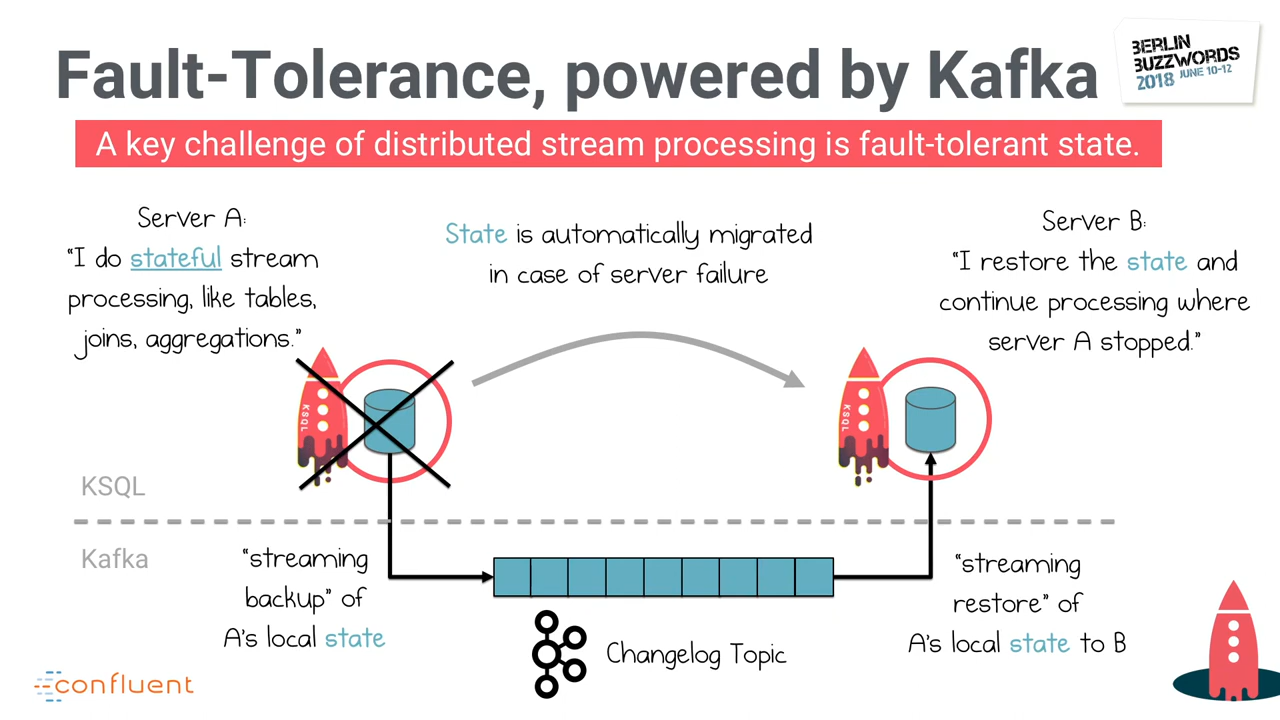 Fault-Tolerance, powered by Kafka
BERLIN
BUZZWORDS
2018 JUNE 10-12
A key challenge of distributed stream processing is fault-tolerant state.
Server A:
“I do stateful stream
processing, like tables,
joins, aggregations.”
State is automatically migrated
in case of server failure
Server B:
“I restore the state and
continue processing where
server A stopped.”
KSQL
KSQL
KSQL
Kafka
“streaming
backup” of
A's local state
“streaming
restore” of
A's local state to B
Changelog Topic
confluent